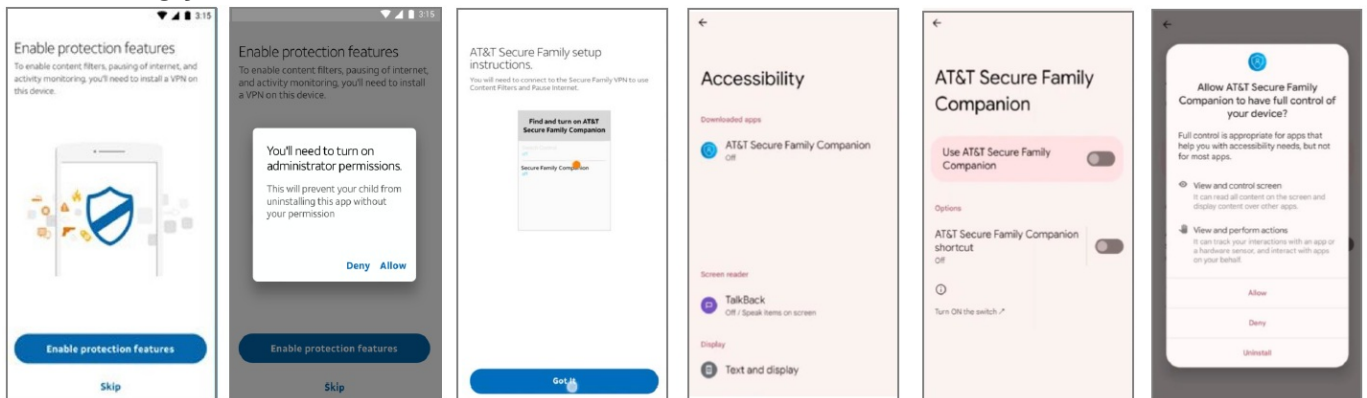 3:15
Enable protection features
To enable content filters, pausing of internet, and
activity monitoring, you'll need to install a VPN on
this device.
Enable protection features
Skip
3:15
Enable protection features
To enable content filters, pausing of internet,
and activity monitoring, you'll need to install
a VPN on this device.
You'll need to turn on
administrator permissions.
This will prevent your child from
uninstalling this app without
your permission
Deny Allow
Enable protection features
Skip
AT&T Secure Family setup
instructions.
You will need to connect to the Secure Family VPN to use
Content Filters and Pause Internet.
Find and turn on AT&T
Secure Family Companion
off
Secure Family Companion
off
Got it
Accessibility
Downloaded apps
AT&T Secure Family Companion
Off
Screen reader
TalkBack
Off / Speak items on screen
Display
Text and display
AT&T Secure Family
Companion
Use AT&T Secure Family
Companion
Options
AT&T Secure Family Companion
shortcut
Off
Turn ON the switch
Allow AT&T Secure Family
Companion to have full control of
your device?
Full control is appropriate for apps that
help you with accessibility needs, but not
for most apps.
View and control screen
It can read all content on the screen and
display content over other apps.
View and perform actions
It can track your interactions with an app or
a hardware sensor, and interact with apps
on your behalf.
Allow
Deny
Uninstall